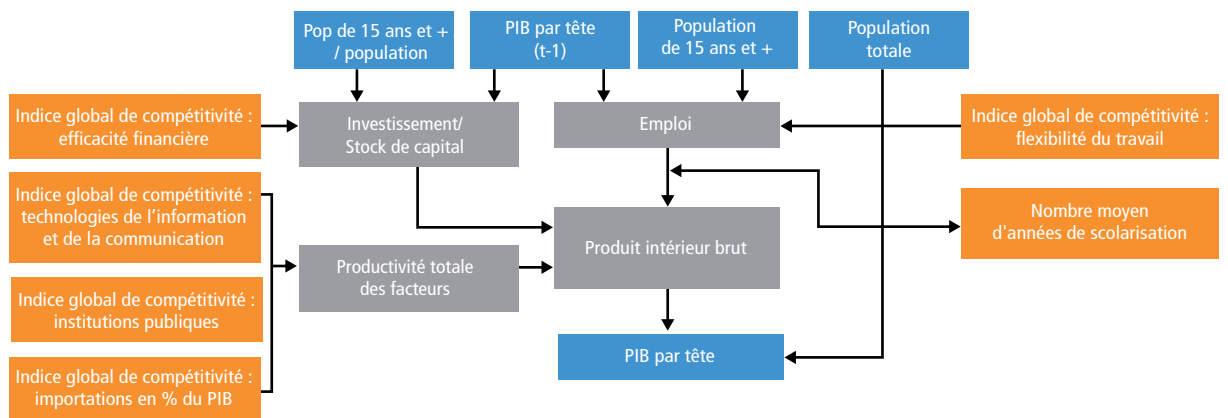 Pop de 15 ans et +
/ population
PIB par tête
(t-1)
Population
de 15 ans et +
Population
totale
Indice global de compétitivité :
efficacité financière
Investissement/
Stock de capital
Emploi
Indice global de compétitivité :
flexibilité du travail
Indice global de compétitivité :
technologies de l'information
et de la communication
Nombre moyen
d'années de scolarisation
Produit intérieur brut
Productivité totale
des facteurs
Indice global de compétitivité :
institutions publiques
PIB par tête
Indice global de compétitivité :
importations en % du PIB